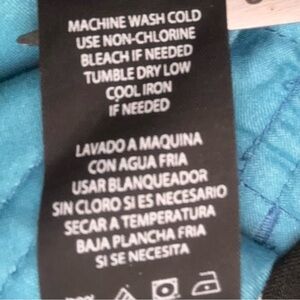 MACHINE WASH COLD
USE NON-CHLORINE
BLEACH IF NEEDED
TUMBLE DRY LOW
COOL IRON
IF NEEDED
LAVADO A MAQUINA
CON AGUA FRIA
USAR BLANQUEADOR
SIN CLORO SI ES NECESARIO
SECAR A TEMPERATURA
BAJA PLANCHA FRIA
SI SE NECESITA